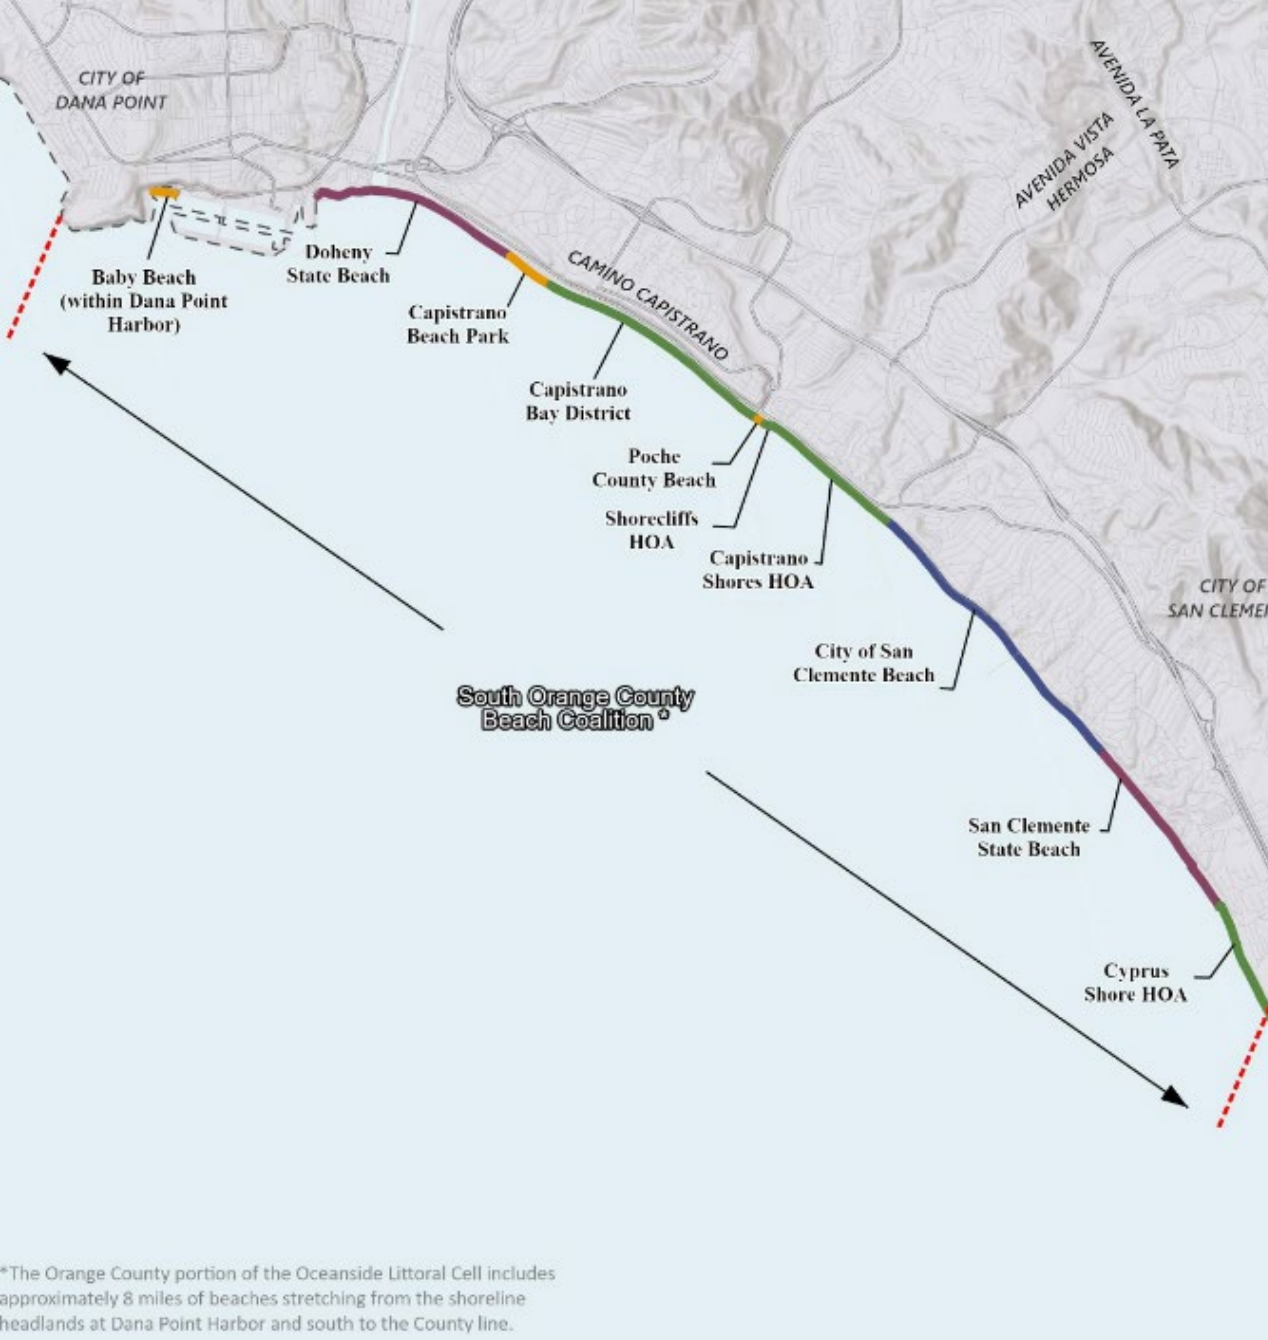 CITY OF
DANA POINT
AVENIDA LA PATA
AVENIDA VISTA
HERMOSA
Baby Beach
(within Dana Point
Harbor)
Doheny
State Beach
CAMINO CAPISTRANO
Capistrano
Beach Park
Capistrano
Bay District
Poche
County Beach
Shorecliffs
HOA
Capistrano
Shores HOA
CITY OF
SAN CLEME
City of San
Clemente Beach
South Orange County
Beach Coalition *
San Clemente
State Beach
Cyprus
Shore HOA
*The Orange County portion of the Oceanside Littoral Cell includes
approximately 8 miles of beaches stretching from the shoreline
headlands at Dana Point Harbor and south to the County line.